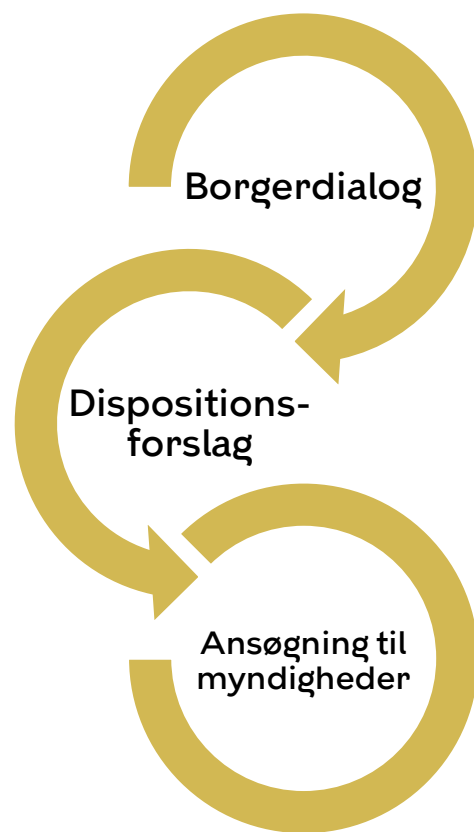 Borgerdialog
Dispositions-
forslag
Ansøgning til
myndigheder